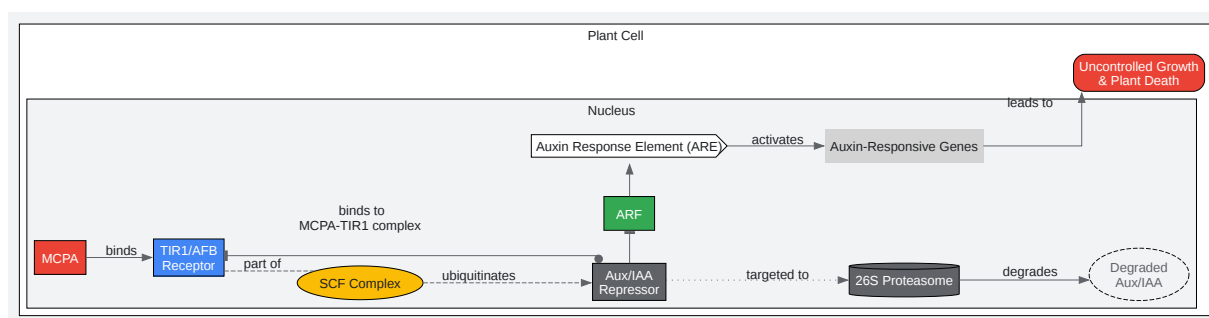 Plant Cell
Uncontrolled Growth
& Plant Death
leads to
Nucleus
Auxin Response Element (ARE)
activates
Auxin-Responsive Genes
binds to
MCPA-TIR1 complex
ARF
MCPA
binds
TIR1/AFB
Receptor
part of
SCF Complex
ubiquitinates
Aux/IAA
Repressor
targeted to
26S Proteasome
degrades
Degraded
Aux/IAA